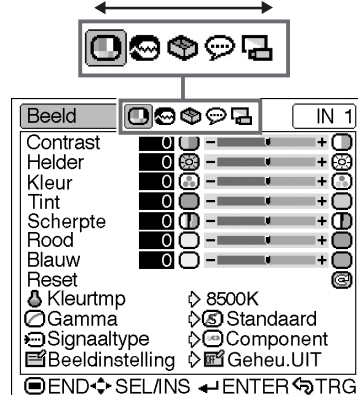 Beeld IN 1
Contrast 0 - +
Helder 0 - +
Kleur 0 - +
Tint 0 - +
Scherpte 0 - +
Rood 0 - +
Blauw 0 - +
Reset
Kleurtmp 8500K
Gamma S Standaard
Signaaltype Component
Beeldinstelling Geheu.UIT
END SEL/INS ENTER TRG